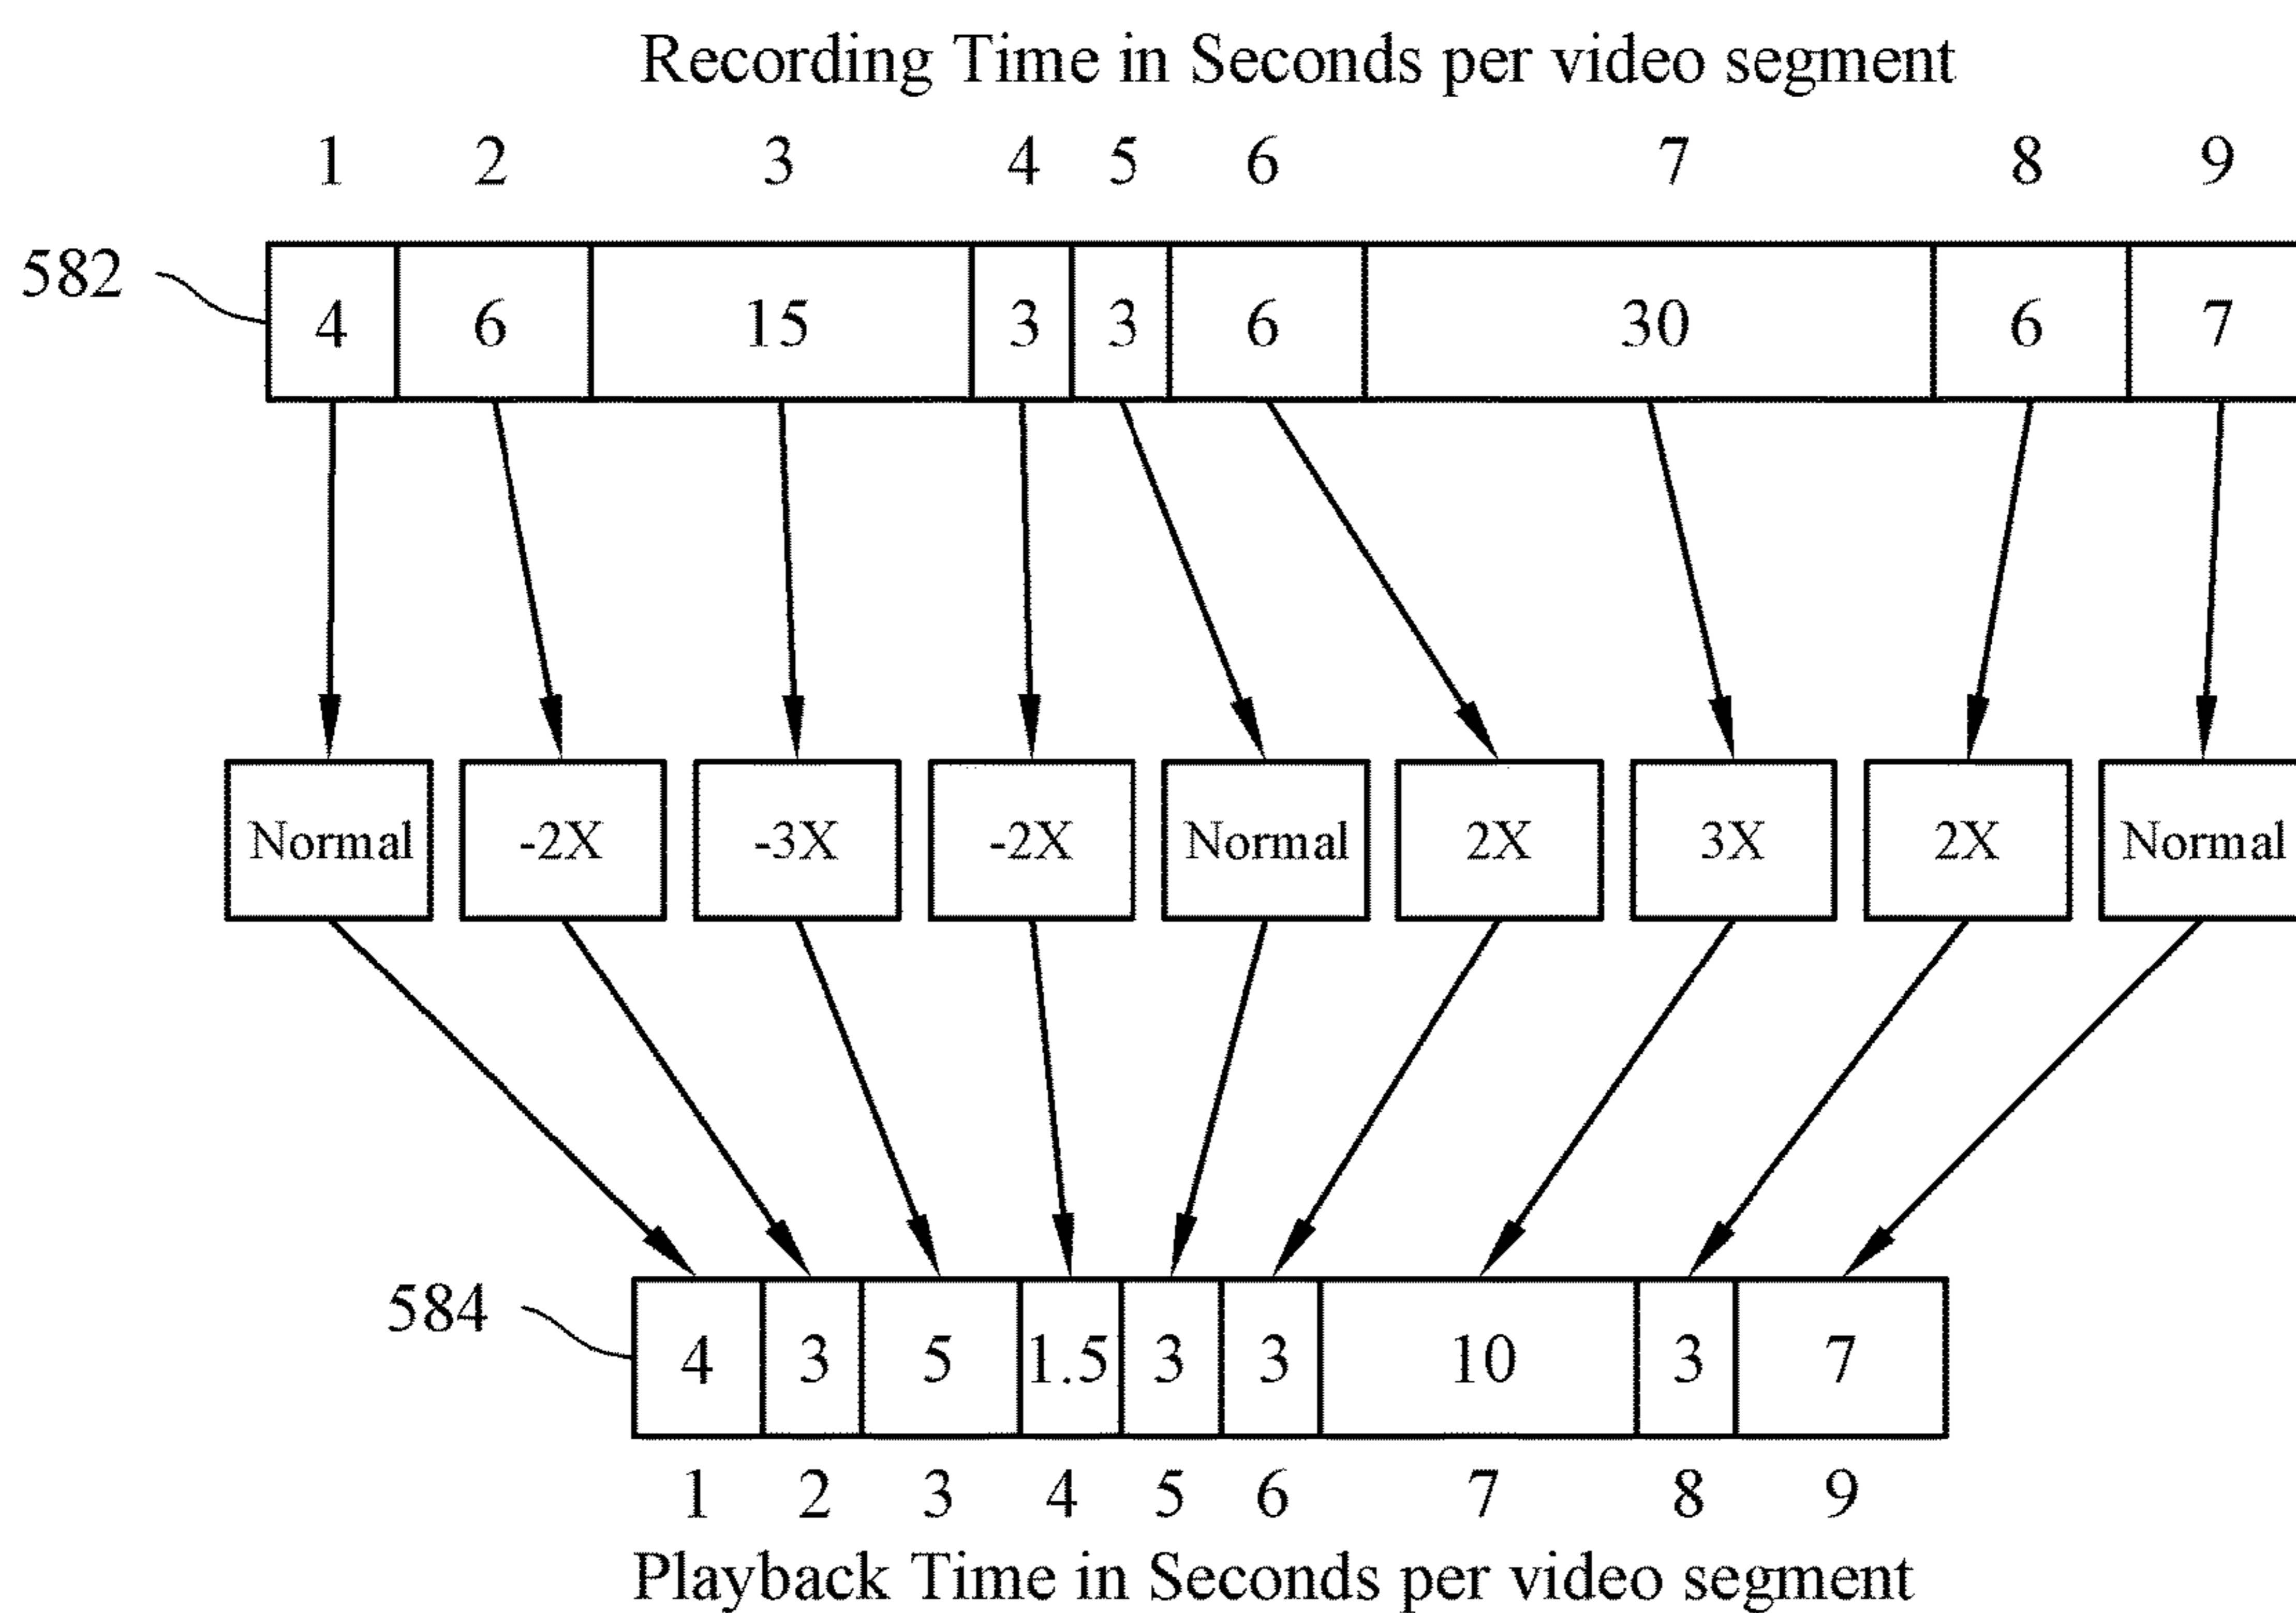 Recording Time in Seconds per video segment
1 2 3 4 5 6 7 8 9
582
4 6 15 3 3 6 30 6 7
Normal -2X -3X -2X Normal 2X 3X 2X Normal
584
4 3 5 1.5 3 3 10 3 7
1 2 3 4 5 6 7 8 9
Playback Time in Seconds per video segment